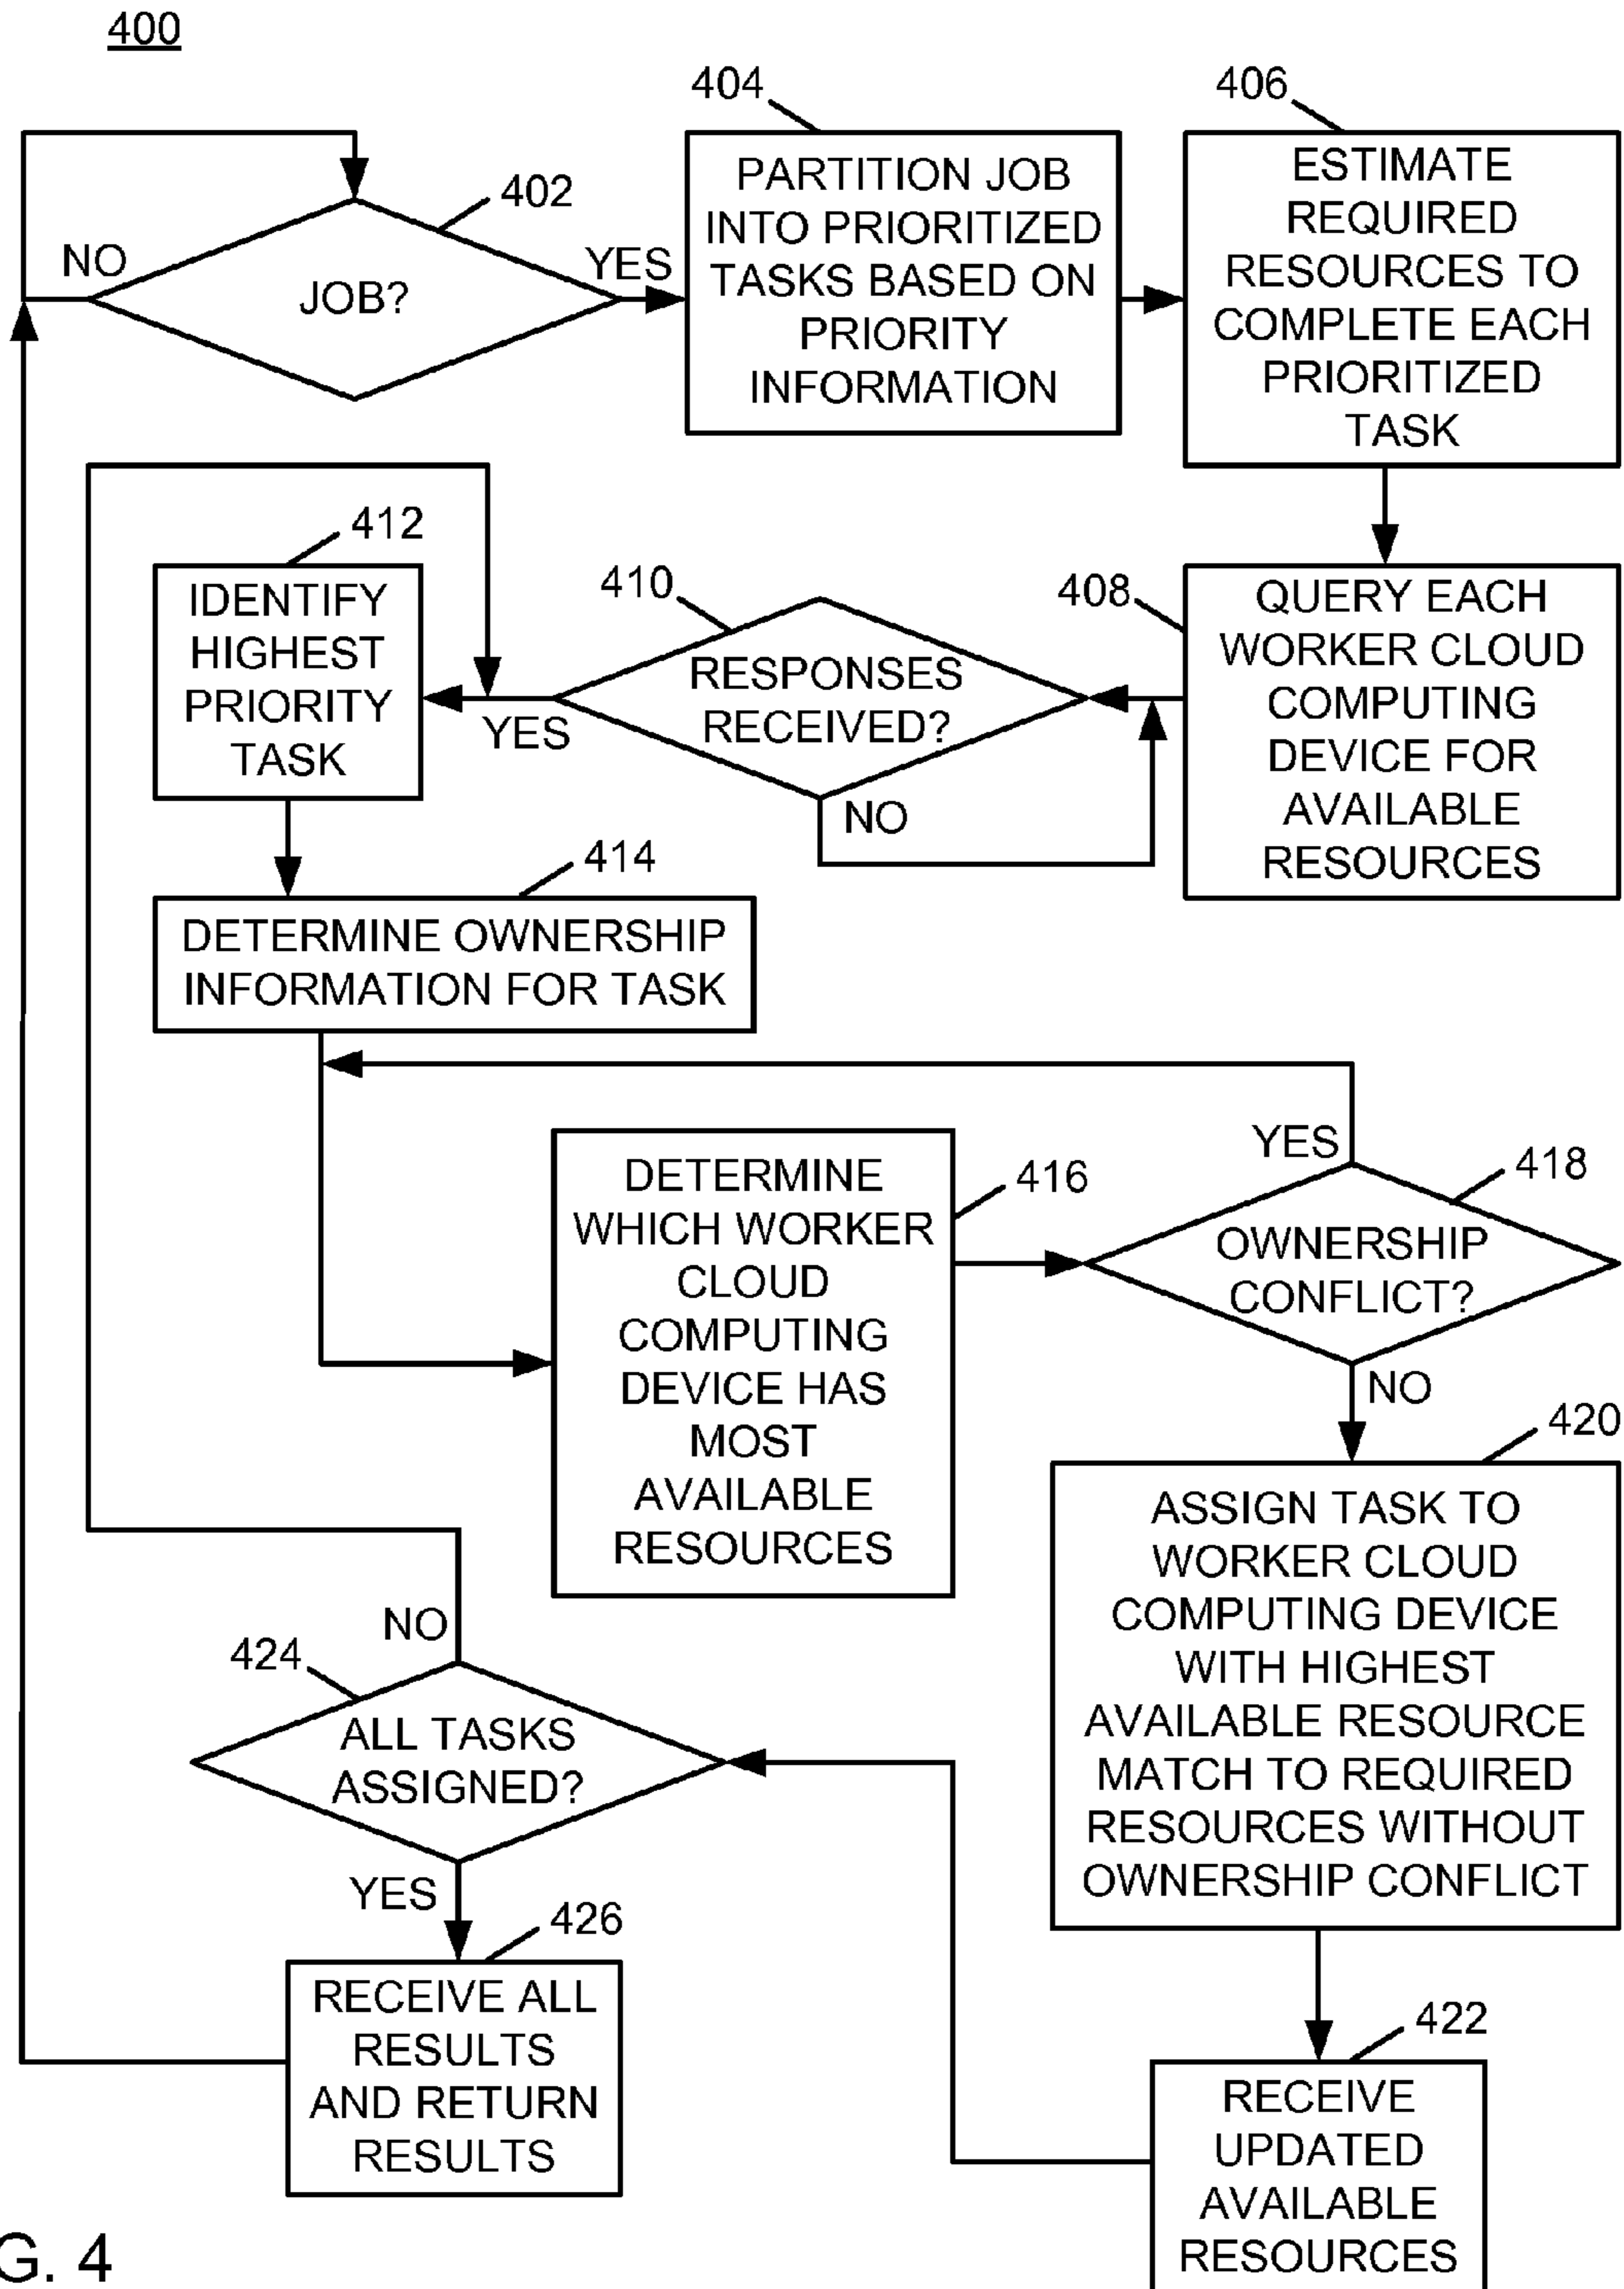 400
402
JOB?
NO
YES
404
PARTITION JOB
INTO PRIORITIZED
TASKS BASED ON
PRIORITY
INFORMATION
406
ESTIMATE
REQUIRED
RESOURCES TO
COMPLETE EACH
PRIORITIZED
TASK
408
QUERY EACH
WORKER CLOUD
COMPUTING
DEVICE FOR
AVAILABLE
RESOURCES
410
RESPONSES
RECEIVED?
YES
NO
412
IDENTIFY
HIGHEST
PRIORITY
TASK
414
DETERMINE OWNERSHIP
INFORMATION FOR TASK
416
DETERMINE
WHICH WORKER
CLOUD
COMPUTING
DEVICE HAS
MOST
AVAILABLE
RESOURCES
418
OWNERSHIP
CONFLICT?
YES
NO
420
ASSIGN TASK TO
WORKER CLOUD
COMPUTING DEVICE
WITH HIGHEST
AVAILABLE RESOURCE
MATCH TO REQUIRED
RESOURCES WITHOUT
OWNERSHIP CONFLICT
422
RECEIVE
UPDATED
AVAILABLE
RESOURCES
424
ALL TASKS
ASSIGNED?
NO
YES
426
RECEIVE ALL
RESULTS
AND RETURN
RESULTS
G. 4